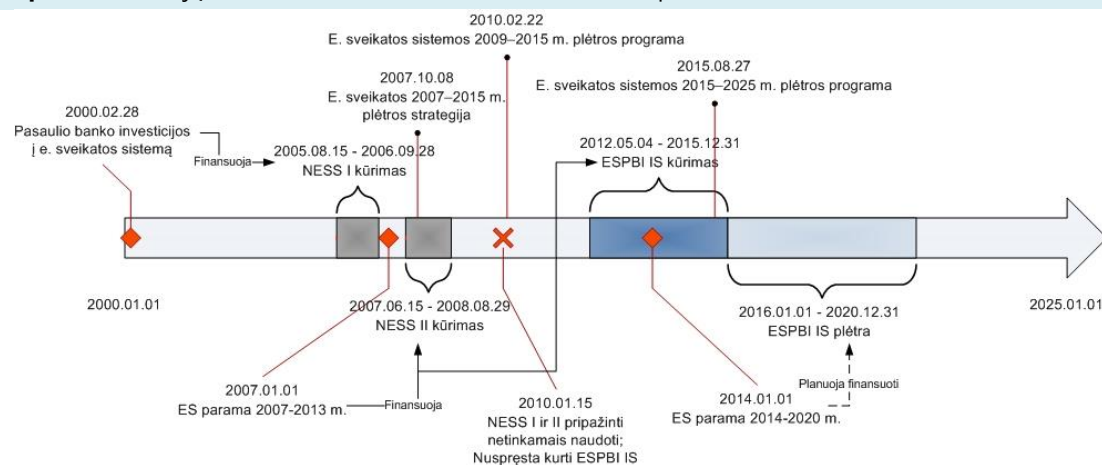 2010.02.22
E. sveikatos sistemos 2009–2015 m. plėtros programa
2007.10.08
E. sveikatos 2007–2015 m.
plėtros strategija
2015.08.27
E. sveikatos sistemos 2015–2025 m. plėtros programa
2000.02.28
Pasaulio banko investicijos
į e. sveikatos sistemą
Finansuoja
2005.08.15 - 2006.09.28
NESS I kūrimas
2012.05.04 - 2015.12.31
ESPBI IS kūrimas
2000.01.01
2007.06.15 - 2008.08.29
NESS II kūrimas
2016.01.01 - 2020.12.31
ESPBI IS plėtra
2025.01.01
2007.01.01
ES parama 2007-2013 m.
Finansuoja
2010.01.15
NESS I ir II pripažinti
netinkamais naudoti;
Nuspręsta kurti ESPBI IS
2014.01.01
ES parama 2014-2020 m.
Planuoja finansuoti